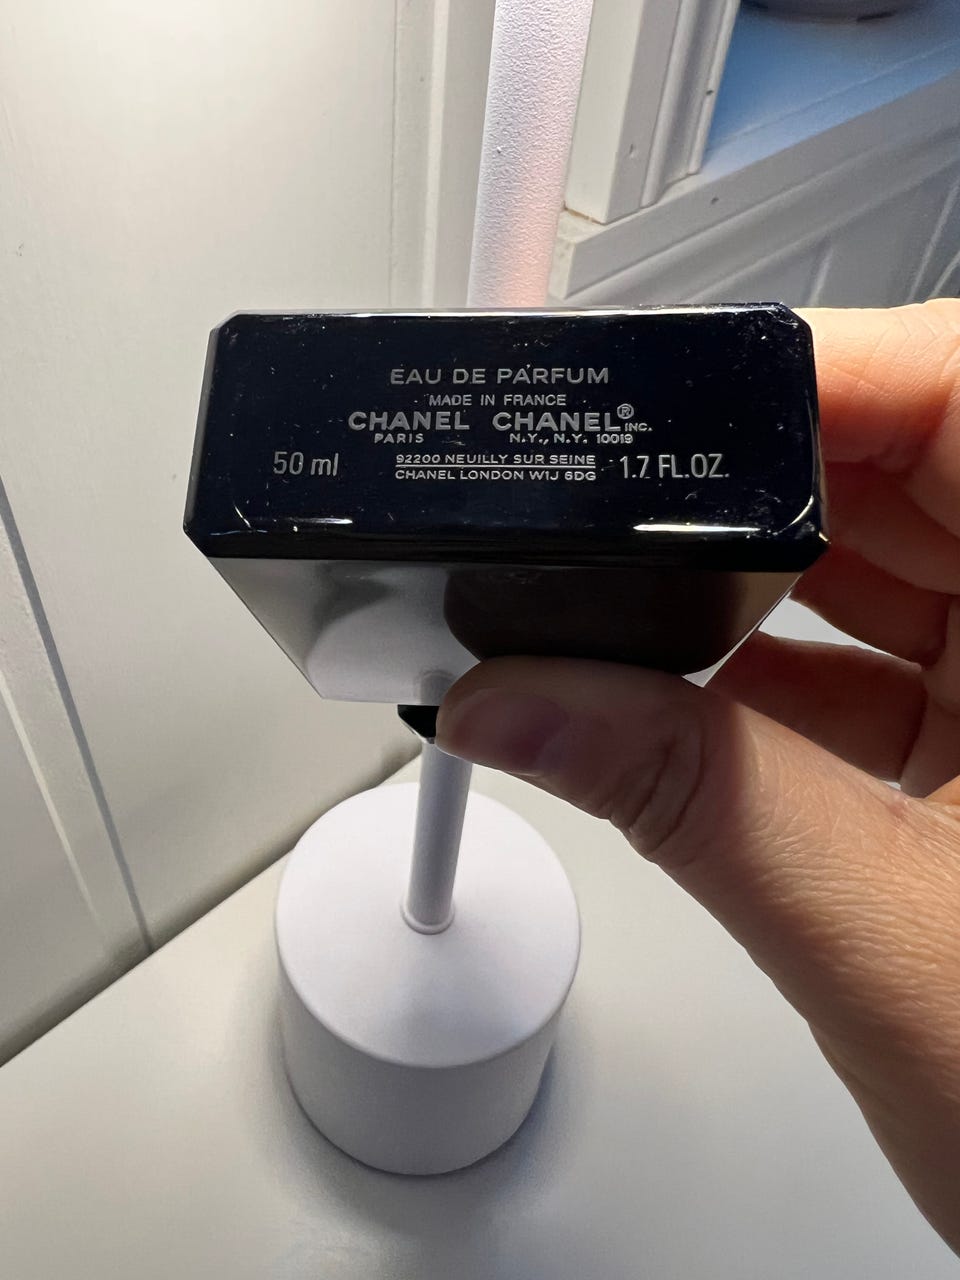 EAU DE PARFUM
MADE IN FRANCE
CHANEL CHANEL® INC.
PARIS N.Y., N.Y. 10019
50 ml 92200 NEUILLY SUR SEINE 1.7 FL.OZ.
CHANEL LONDON W1J 6DG